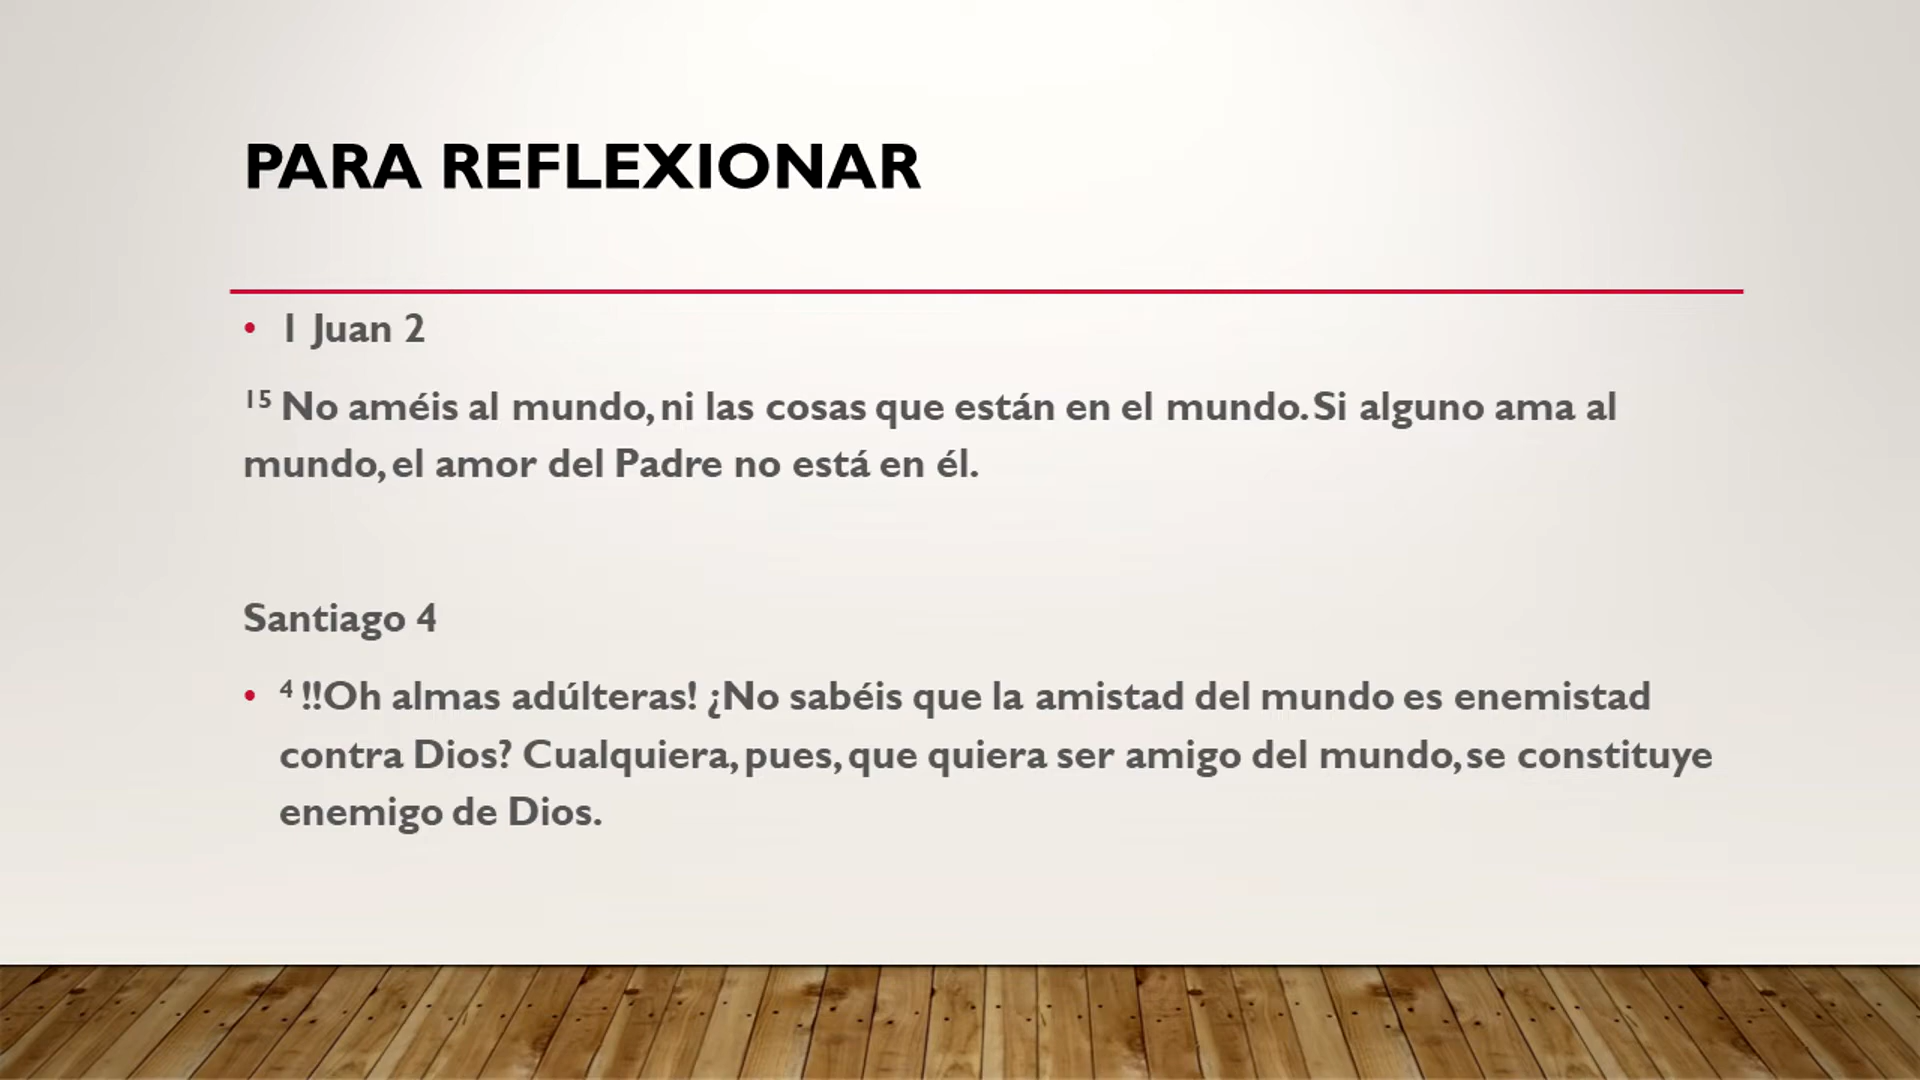 PARA REFLEXIONAR
• 1 Juan 2
15 No améis al mundo, ni las cosas que están en el mundo. Si alguno ama al
mundo, el amor del Padre no está en él.
Santiago 4
• 4 !!Oh almas adúlteras! ¿No sabéis que la amistad del mundo es enemistad
contra Dios? Cualquiera, pues, que quiera ser amigo del mundo, se constituye
enemigo de Dios.